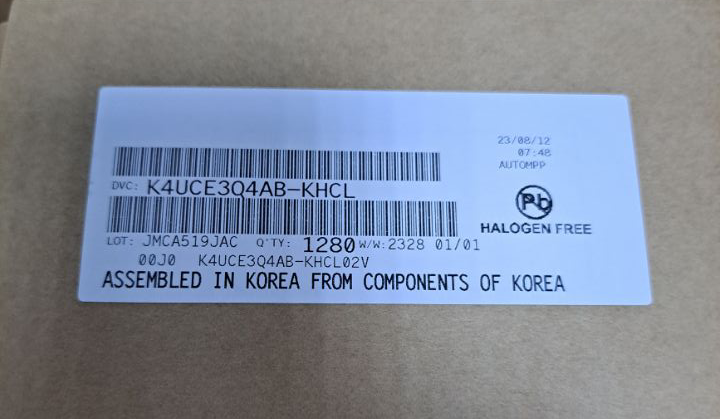 23/08/12
07:48
AUTOMPP
DVC: K4UCE3Q4AB-KHCL
Pb
HALOGEN FREE
LOT: JMCA519JAC Q'TY: 1280 W/W: 2328 01/01
00J0 K4UCE3Q4AB-KHCL02V
ASSEMBLED IN KOREA FROM COMPONENTS OF KOREA